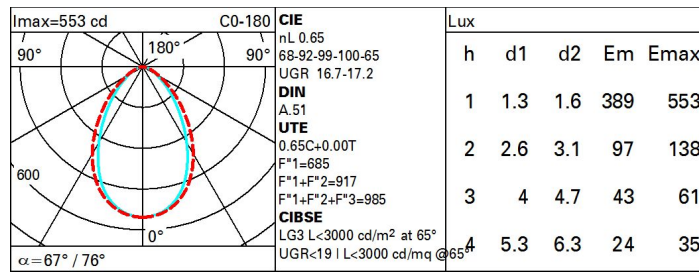 Imax=553 cd C0-180
90° 180° 90°
600
0°
α=67° / 76°
CIE
nL 0.65
68-92-99-100-65
UGR 16.7-17.2
DIN
A.51
UTE
0.65C+0.00T
F"1=685
F"1+F"2=917
F"1+F"2+F"3=985
CIBSE
LG3 L<3000 cd/m² at 65°
UGR<19 | L<3000 cd/mq @65°
Lux
h d1 d2 Em Emax
1 1.3 1.6 389 553
2 2.6 3.1 97 138
3 4 4.7 43 61
4 5.3 6.3 24 35